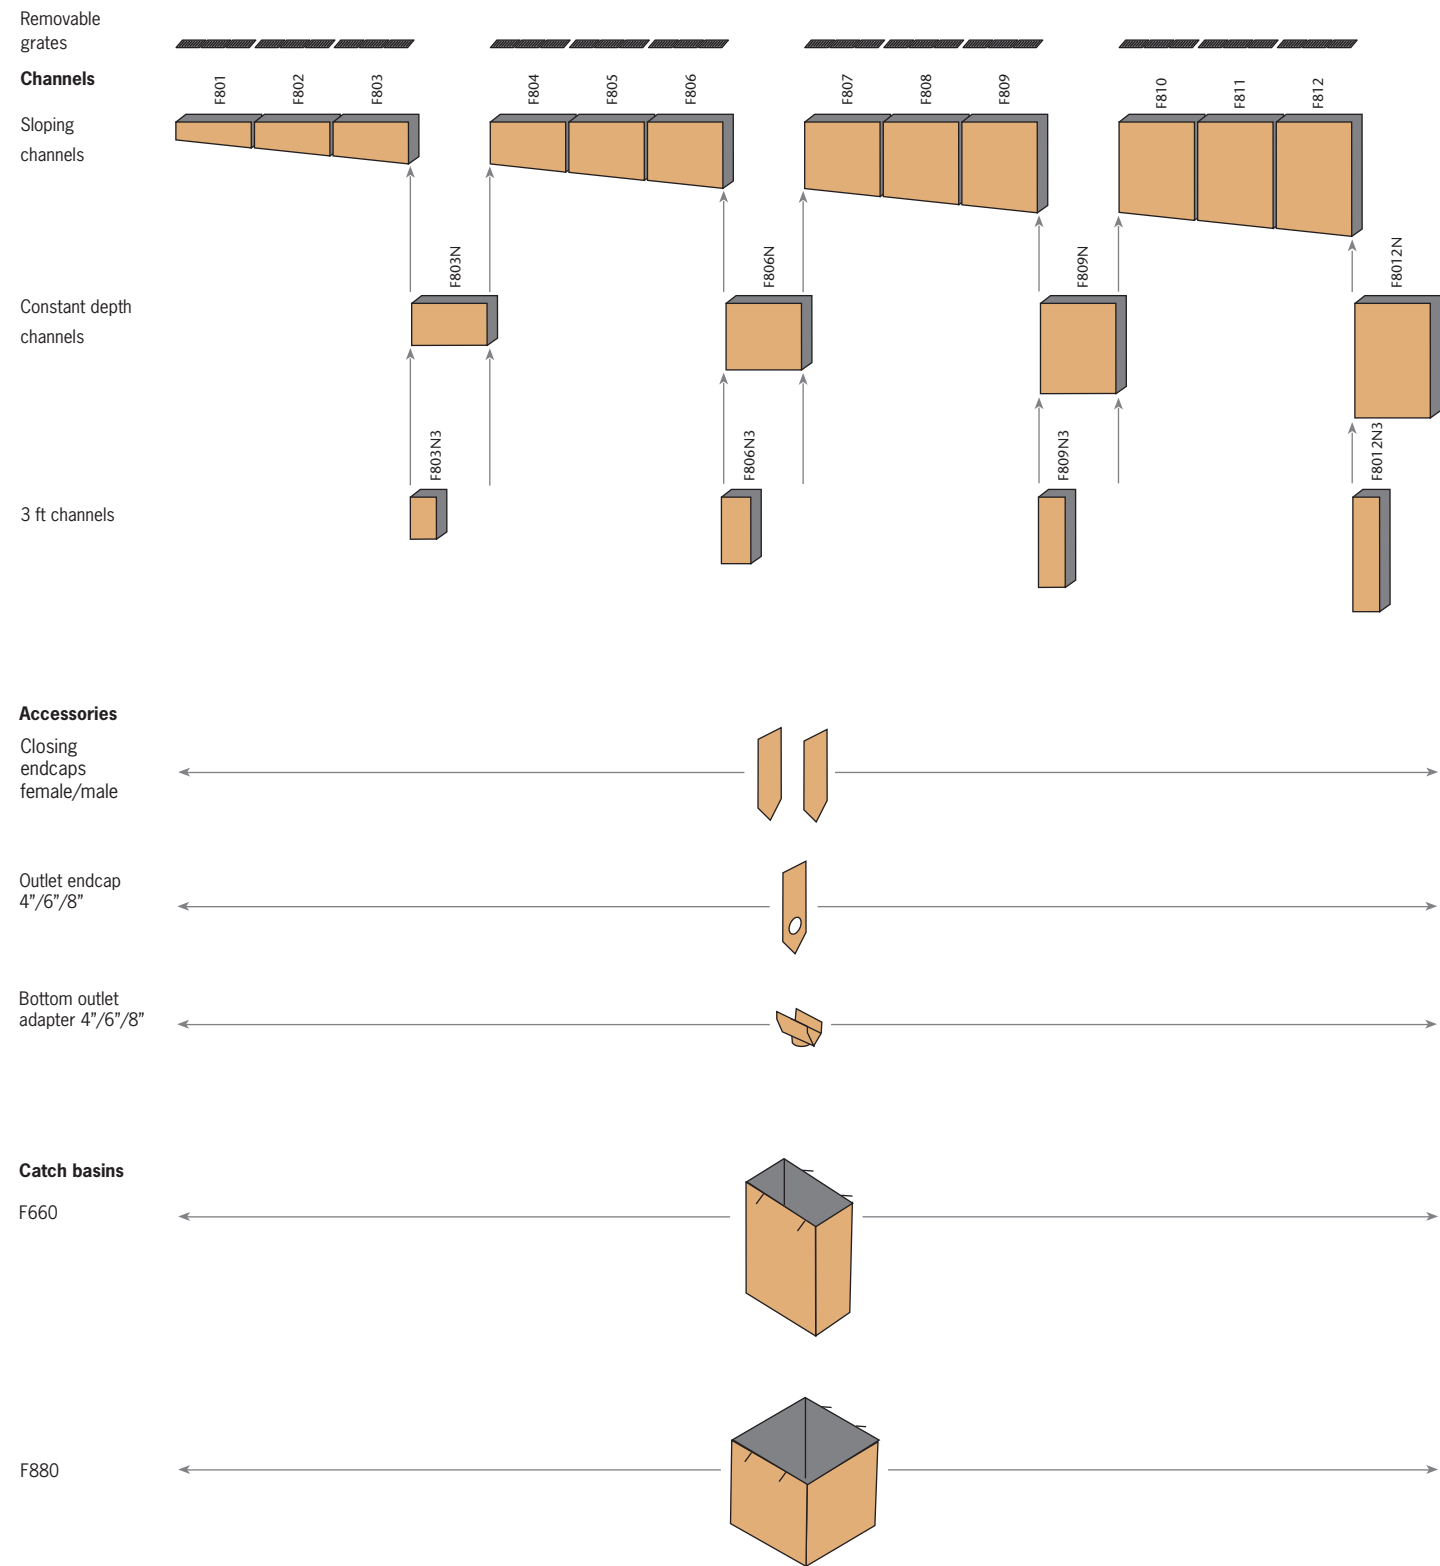 Removable
grates
Channels
F801
F802
F803
F804
F805
F806
F807
F808
F809
F810
F811
F812
Sloping
channels
F803N
F806N
F809N
F8012N
Constant depth
channels
F803N3
F806N3
F809N3
F8012N3
3 ft channels
Accessories
Closing
endcaps
female/male
Outlet endcap
4”/6”/8”
Bottom outlet
adapter 4”/6”/8”
Catch basins
F660
F880